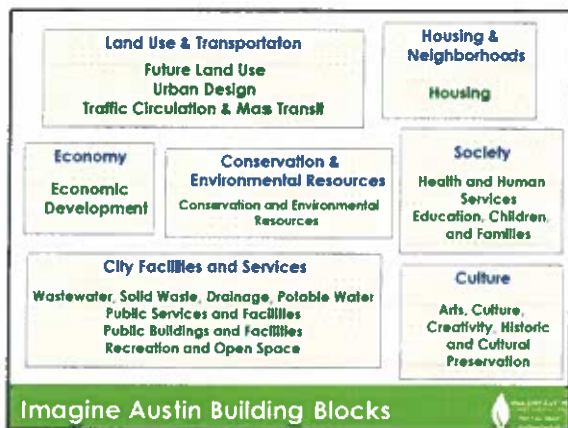 Land Use & Transportaton
Future Land Use
Urban Design
Traffic Circulation & Mass Transit
Housing &
Neighborhoods
Housing
Economy
Economic
Development
Conservation &
Environmental Resources
Conservation and Environmental
Resources
Society
Health and Human
Services
Education, Children,
and Families
City Facilities and Services
Wastewater, Solid Waste, Drainage, Potable Water
Public Services and Facilities
Public Buildings and Facilities
Recreation and Open Space
Culture
Arts, Culture,
Creativity, Historic
and Cultural
Preservation
Imagine Austin Building Blocks